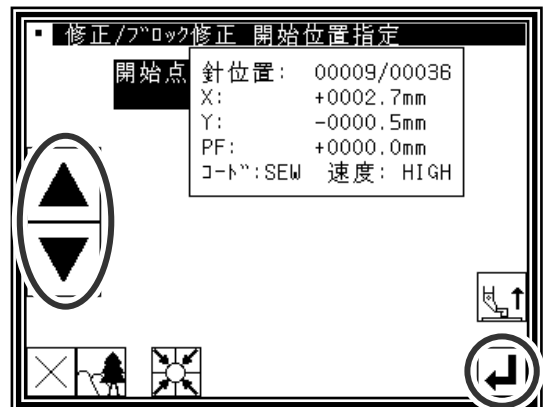 修正/ﾌﾞﾛｯｸ修正 開始位置指定
開始点
針位置: 00009/00036
X: +0002.7mm
Y: -0000.5mm
PF: +0000.0mm
ｺｰﾄﾞ:SEW 速度: HIGH